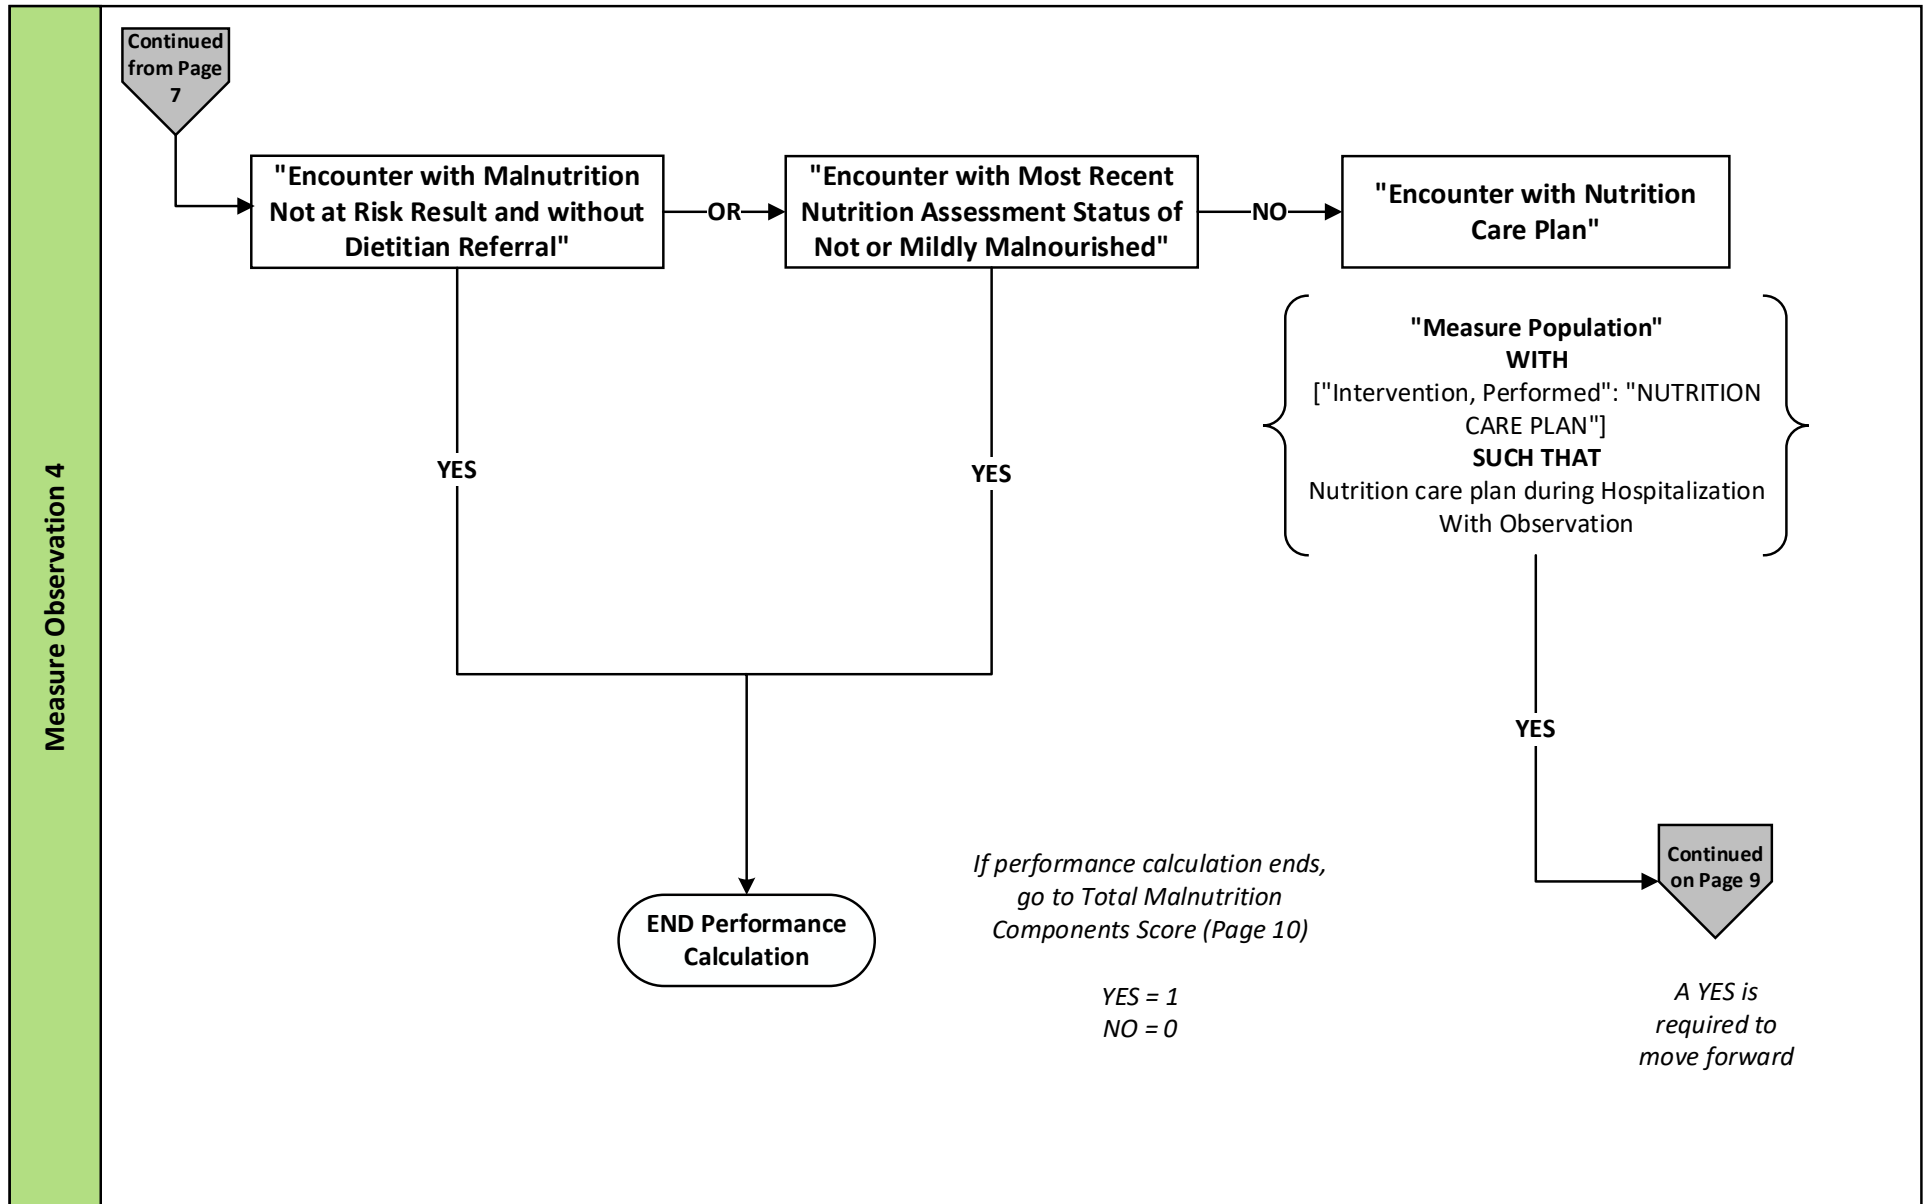 Measure Observation 4
Continued
from Page
7
"Encounter with Malnutrition
Not at Risk Result and without
Dietitian Referral"
OR
"Encounter with Most Recent
Nutrition Assessment Status of
Not or Mildly Malnourished"
NO
"Encounter with Nutrition
Care Plan"
"Measure Population"
WITH
["Intervention, Performed": "NUTRITION
CARE PLAN"]
SUCH THAT
Nutrition care plan during Hospitalization
With Observation
YES
YES
YES
END Performance
Calculation
If performance calculation ends,
go to Total Malnutrition
Components Score (Page 10)
YES = 1
NO = 0
Continued
on Page 9
A YES is
required to
move forward